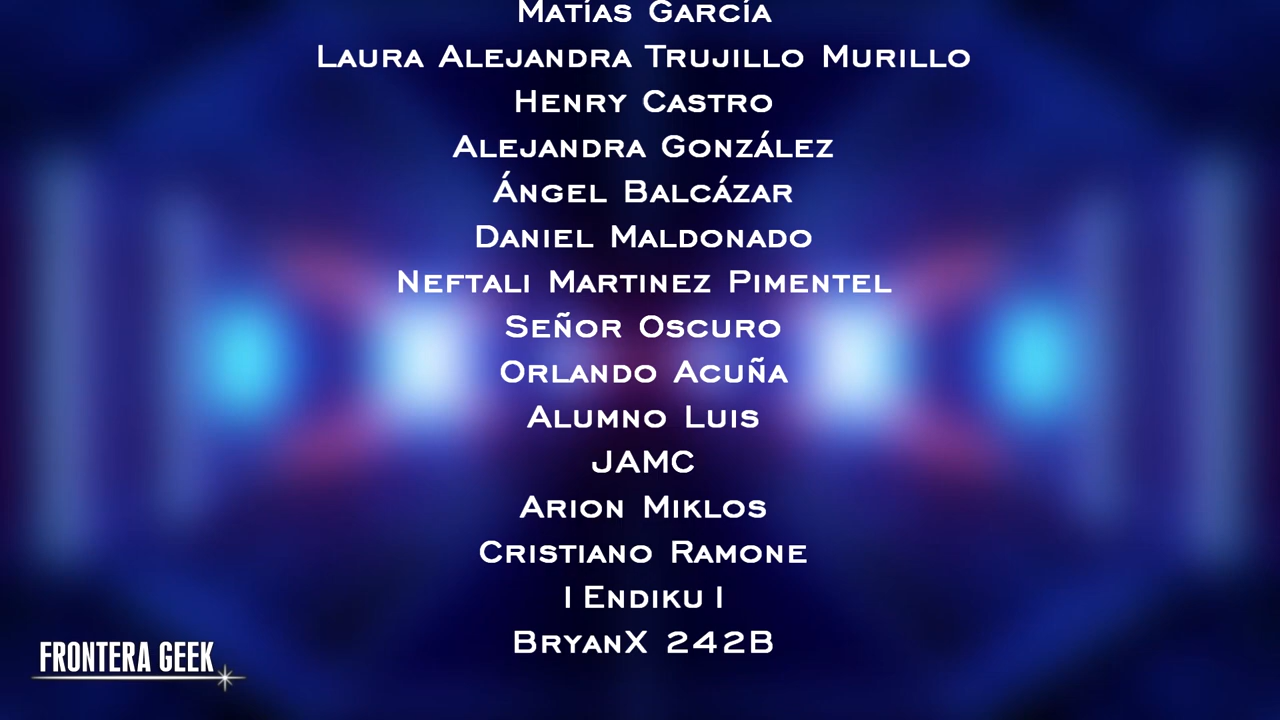 Matías García
Laura Alejandra Trujillo Murillo
Henry Castro
Alejandra González
Ángel Balcázar
Daniel Maldonado
Neftali Martinez Pimentel
Señor Oscuro
Orlando Acuña
Alumno Luis
JAMC
Arion Miklos
Cristiano Ramone
| Endiku |
BryanX 242B
FRONTERA GEEK